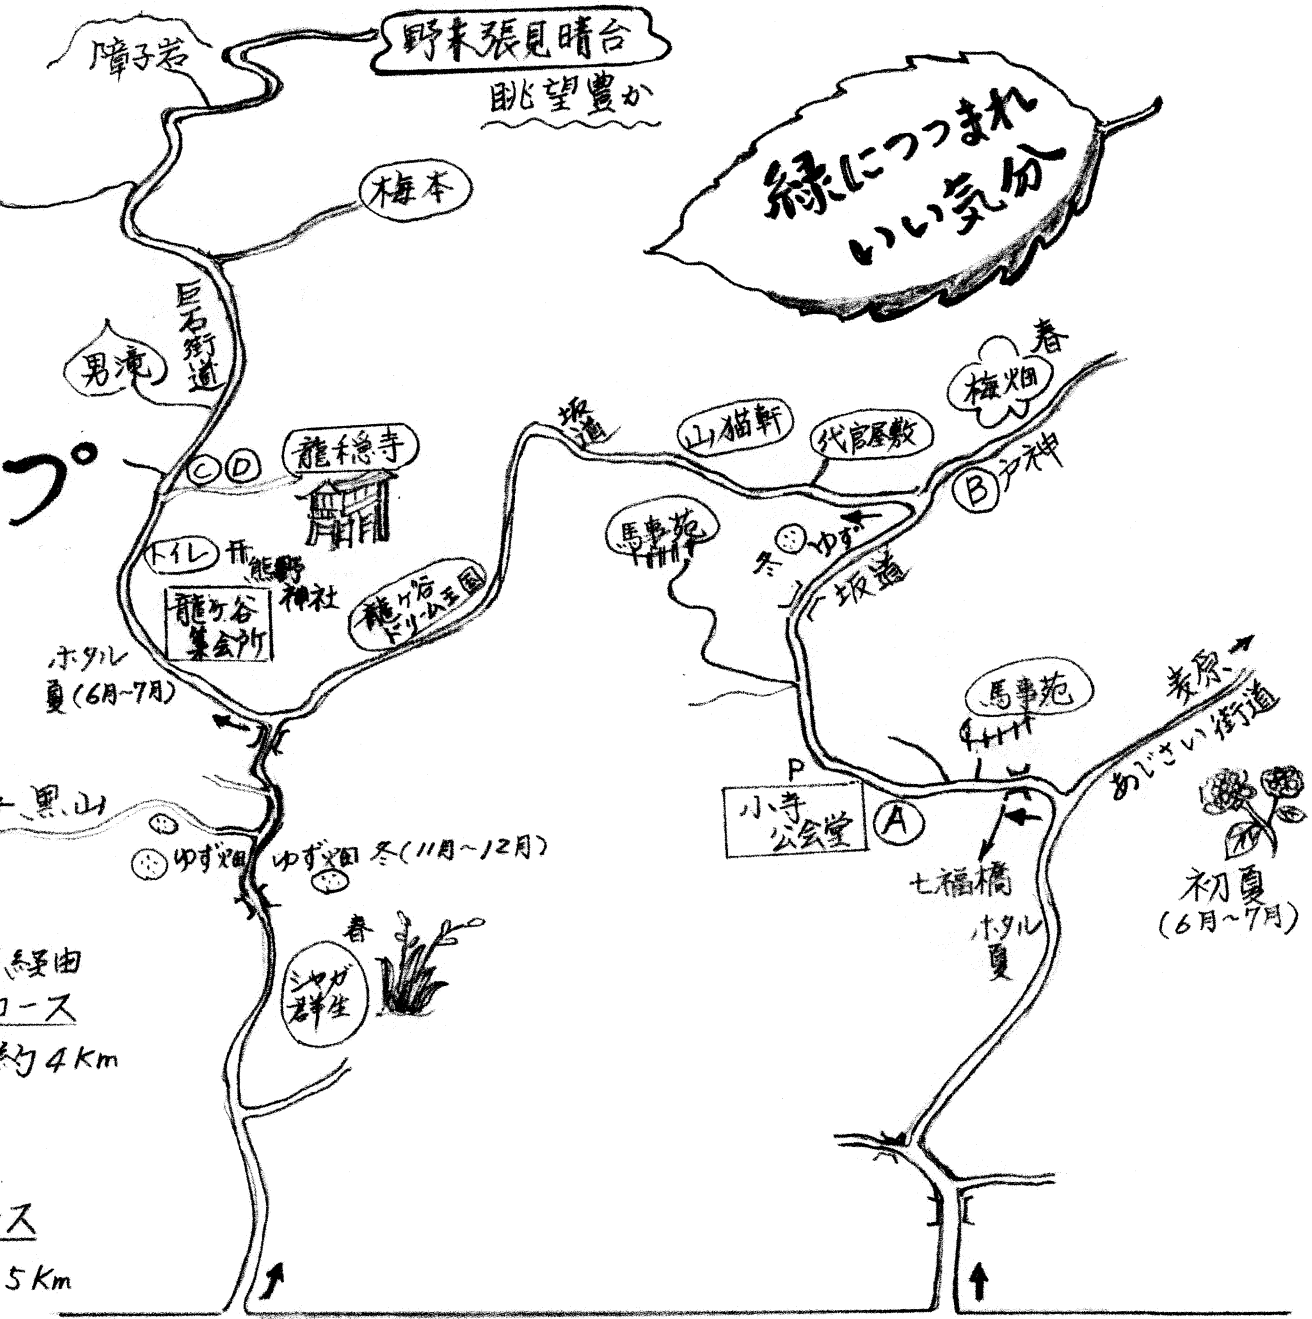 障子岩
野末張見晴台
眺望豊か
緑につつまれ
いい気分
梅本
巨石街道
男滝
プ
C
D
龍穏寺
坂道
山猫軒
代官屋敷
春
梅畑
B
戸神
馬事苑
冬
ゆず
坂道
トイレ
熊野
神社
龍ヶ谷
集会所
龍ヶ谷
ドリーム王国
ホタル
夏(6月~7月)
馬事苑
麦原
あじさい街道
P
小寺
公会堂
A
七福橋
ホタル
夏
初夏
(6月~7月)
黒山
ゆず畑
ゆず畑 冬(11月~12月)
春
シャガ
群生
経由
コース
約4Km
ース
5Km